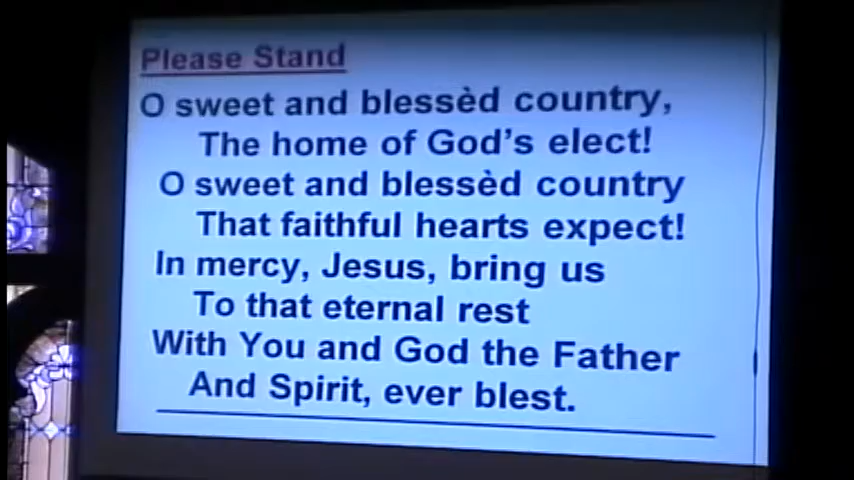 Please Stand
O sweet and blessèd country,
The home of God's elect!
O sweet and blessèd country
That faithful hearts expect!
In mercy, Jesus, bring us
To that eternal rest
With You and God the Father
And Spirit, ever blest.